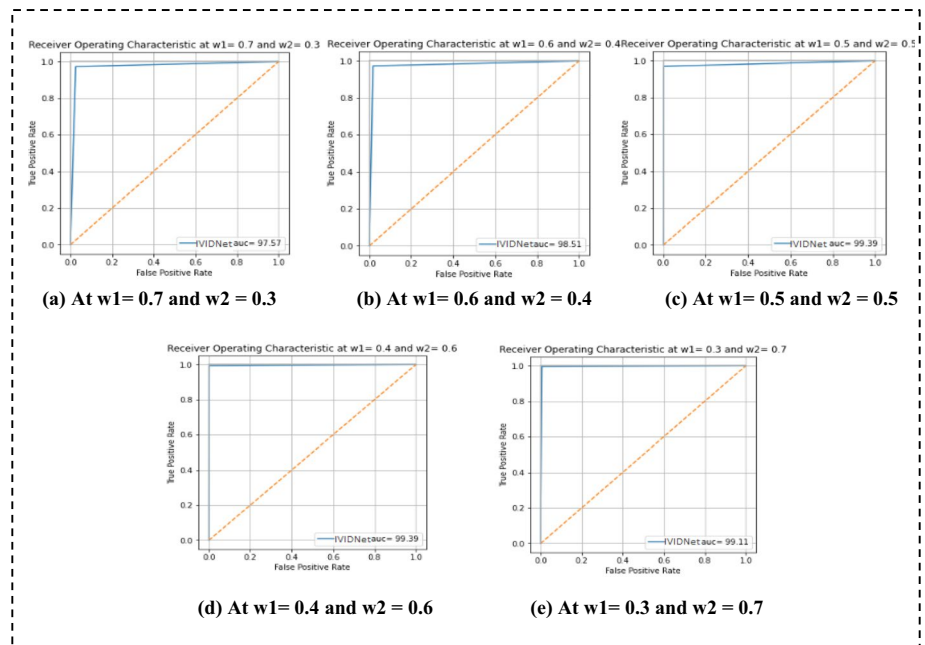 Receiver Operating Characteristic at w1= 0.7 and w2= 0.3
True Positive Rate
1.0
0.8
0.6
0.4
0.2
0.0
IVIDNet auc= 97.57
0.0 0.2 0.4 0.6 0.8 1.0
False Positive Rate
(a) At w1= 0.7 and w2 = 0.3
Receiver Operating Characteristic at w1= 0.6 and w2= 0.4
True Positive Rate
1.0
0.8
0.6
0.4
0.2
0.0
IVIDNet auc= 98.51
0.0 0.2 0.4 0.6 0.8 1.0
False Positive Rate
(b) At w1= 0.6 and w2 = 0.4
Receiver Operating Characteristic at w1= 0.5 and w2= 0.5
True Positive Rate
1.0
0.8
0.6
0.4
0.2
0.0
IVIDNet auc= 99.39
0.0 0.2 0.4 0.6 0.8 1.0
False Positive Rate
(c) At w1= 0.5 and w2 = 0.5
Receiver Operating Characteristic at w1= 0.4 and w2= 0.6
True Positive Rate
1.0
0.8
0.6
0.4
0.2
0.0
IVIDNet auc= 99.39
0.0 0.2 0.4 0.6 0.8 1.0
False Positive Rate
(d) At w1= 0.4 and w2 = 0.6
Receiver Operating Characteristic at w1= 0.3 and w2= 0.7
True Positive Rate
1.0
0.8
0.6
0.4
0.2
0.0
IVIDNet auc= 99.11
0.0 0.2 0.4 0.6 0.8 1.0
False Positive Rate
(e) At w1= 0.3 and w2 = 0.7